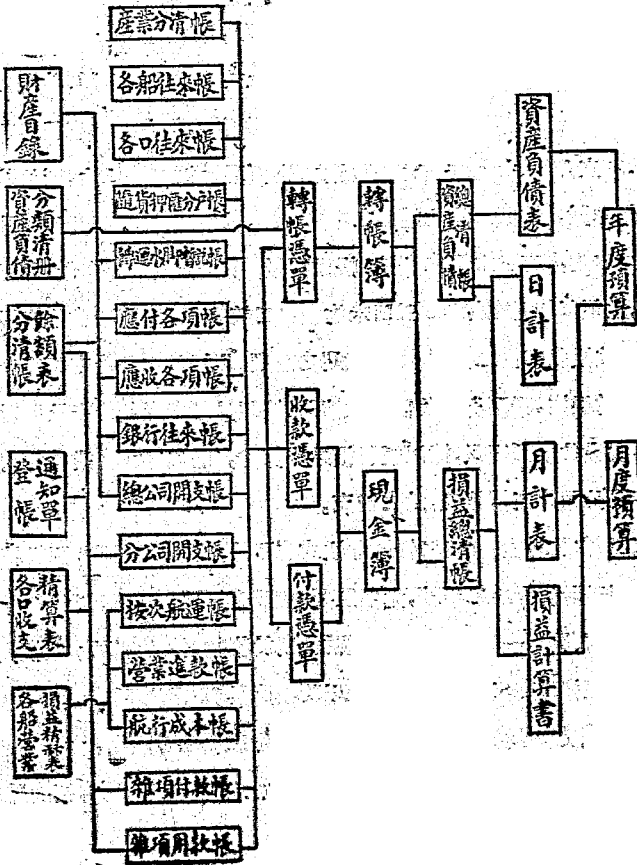 年度預算
月度預算
資產負債表
日計表
月計表
損益計算書
資產負債
總清帳
損益總清帳
轉帳簿
現金簿
轉帳憑單
收款憑單
付款憑單
產業分清帳
各船往來帳
各口往來帳
應付各項帳
應收各項帳
銀行往來帳
總公司開支帳
分公司開支帳
按次航運帳
營業進款帳
航行成本帳
雜項付款帳
雜項用款帳
財產目錄
資產負債
分類清册
分清帳
餘額表
登帳
通知單
各口收支
精算表
各船營業
損益精算表